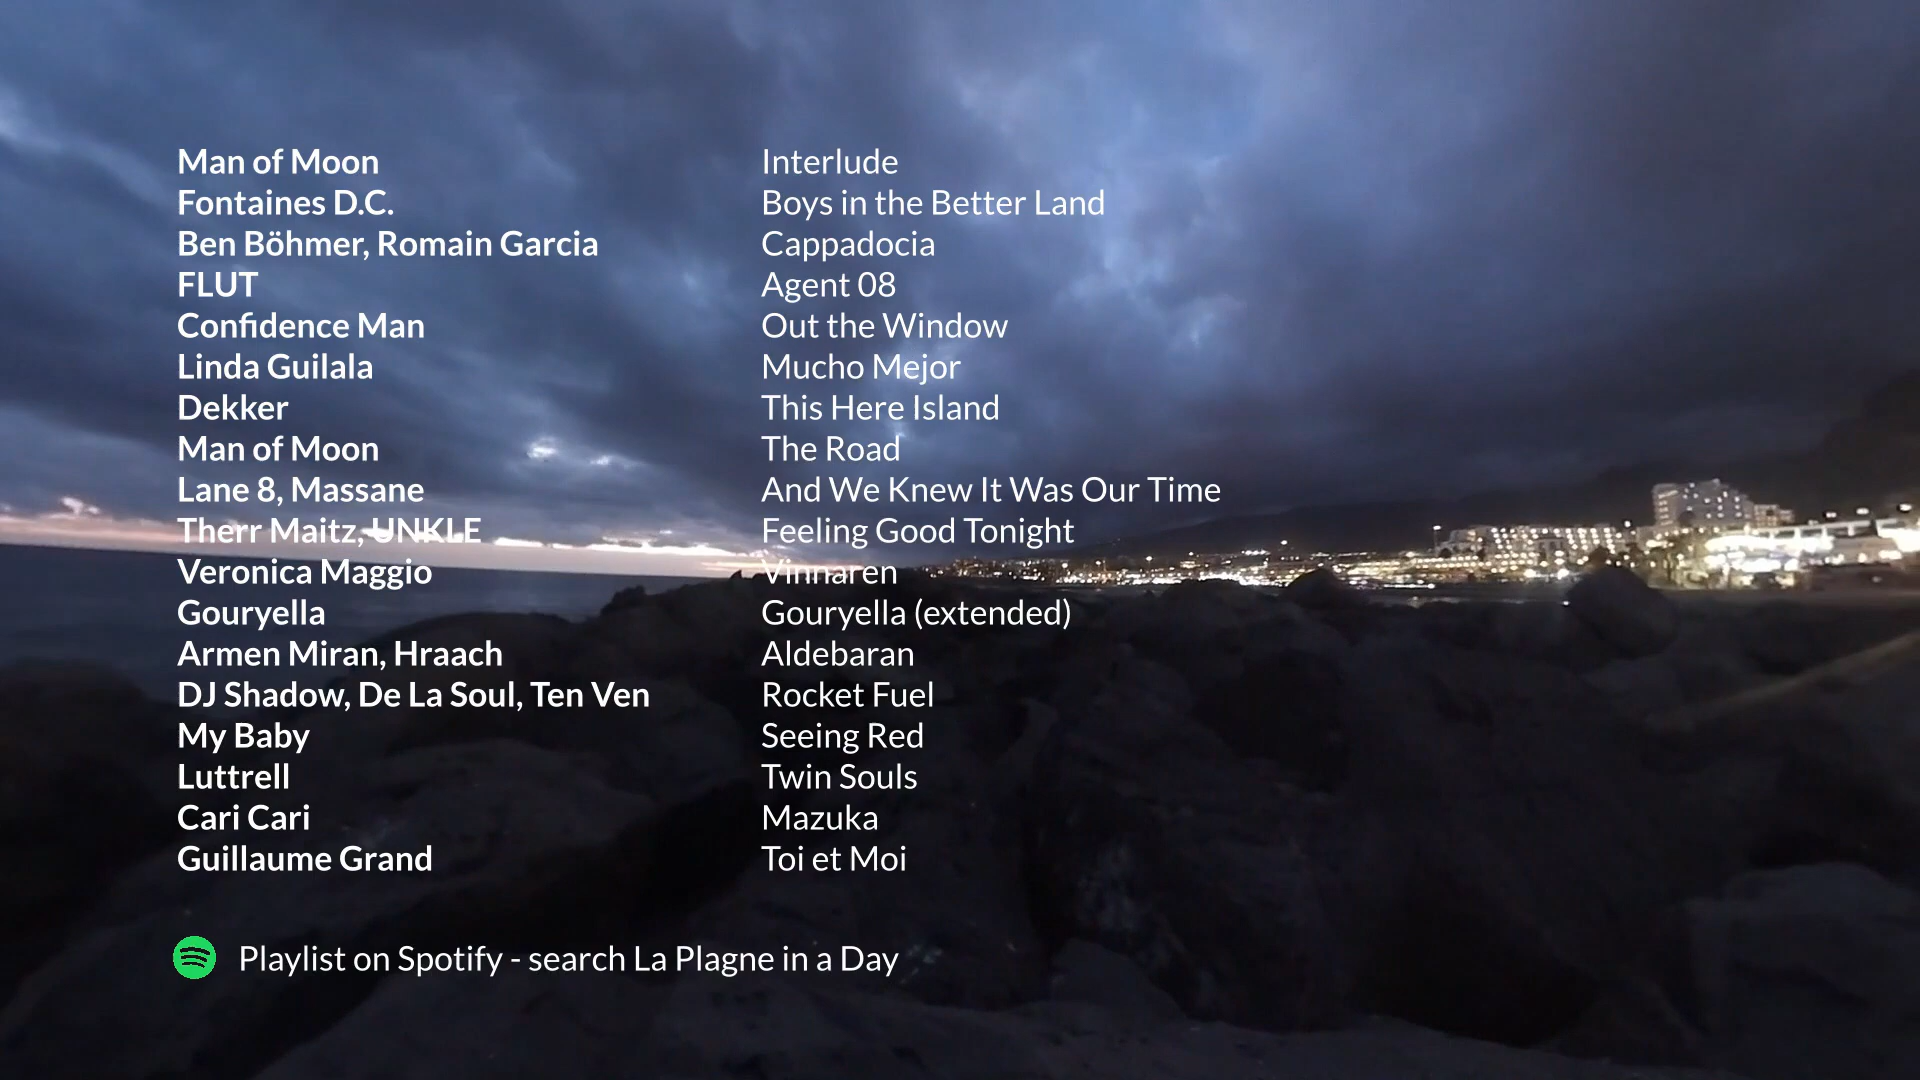 Man of Moon Interlude
Fontaines D.C. Boys in the Better Land
Ben Böhmer, Romain Garcia Cappadocia
FLUT Agent 08
Confidence Man Out the Window
Linda Guilala Mucho Mejor
Dekker This Here Island
Man of Moon The Road
Lane 8, Massane And We Knew It Was Our Time
Therr Maitz, UNKLE Feeling Good Tonight
Veronica Maggio Vinnaren
Gouryella Gouryella (extended)
Armen Miran, Hraach Aldebaran
DJ Shadow, De La Soul, Ten Ven Rocket Fuel
My Baby Seeing Red
Luttrell Twin Souls
Cari Cari Mazuka
Guillaume Grand Toi et Moi
Playlist on Spotify - search La Plagne in a Day